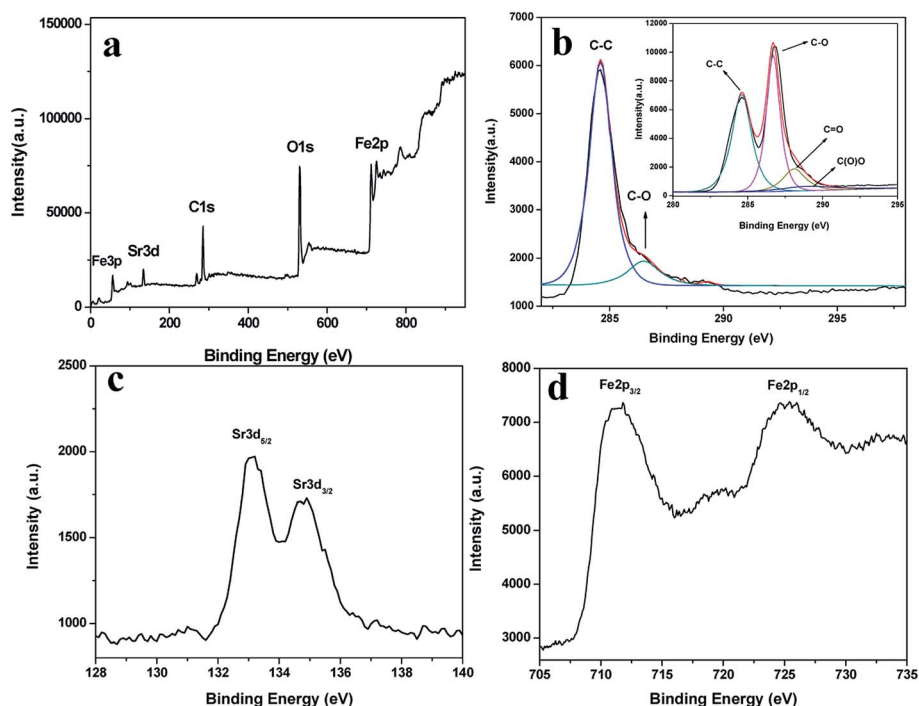 a
150000
100000
50000
0
Intensity(a.u.)
Fe3p
Sr3d
C1s
O1s
Fe2p
0 200 400 600 800
Binding Energy (eV)
b
7000
6000
5000
4000
3000
2000
1000
Intensity (a.u.)
C-C
C-O
285 290 295
Binding Energy (eV)
12000
10000
8000
6000
4000
2000
0
Intensity(a.u.)
C-C
C-O
C=O
C(O)O
280 285 290 295
Binding Energy (eV)
c
2500
2000
1500
1000
Intensity (a.u.)
Sr3d5/2
Sr3d3/2
128 130 132 134 136 138 140
Binding Energy (eV)
d
8000
7000
6000
5000
4000
3000
Intensity (a.u.)
Fe2p3/2
Fe2p1/2
705 710 715 720 725 730 735
Binding Energy (eV)